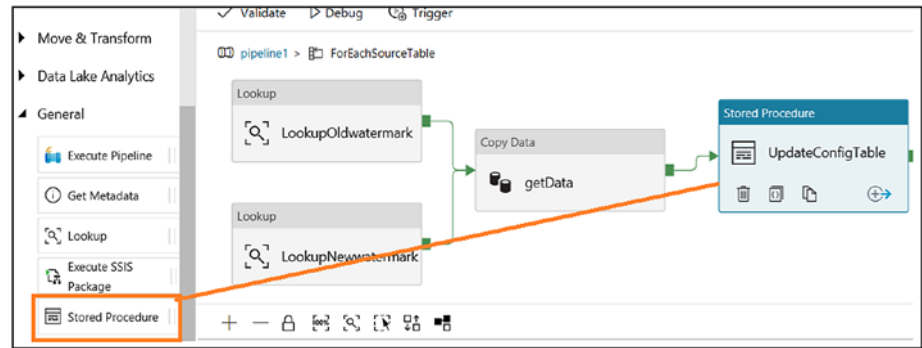 Validate Debug Trigger
Move & Transform
pipeline1 > ForEachSourceTable
Data Lake Analytics
General
Execute Pipeline
Get Metadata
Lookup
Execute SSIS
Package
Stored Procedure
Lookup
LookupOldwatermark
Lookup
LookupNewwatermark
Copy Data
getData
Stored Procedure
UpdateConfigTable